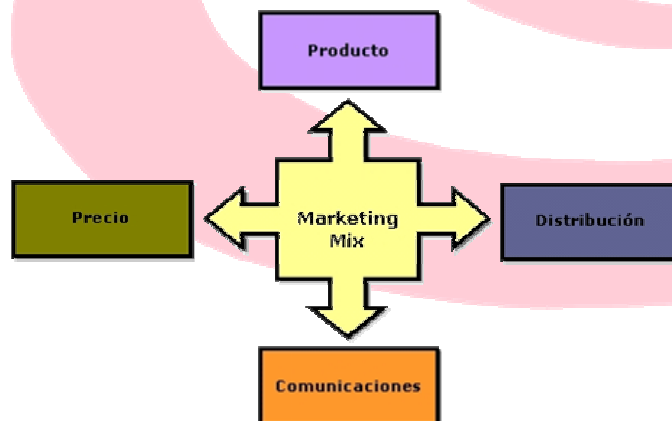 Producto
Precio
Marketing
Mix
Distribución
Comunicaciones